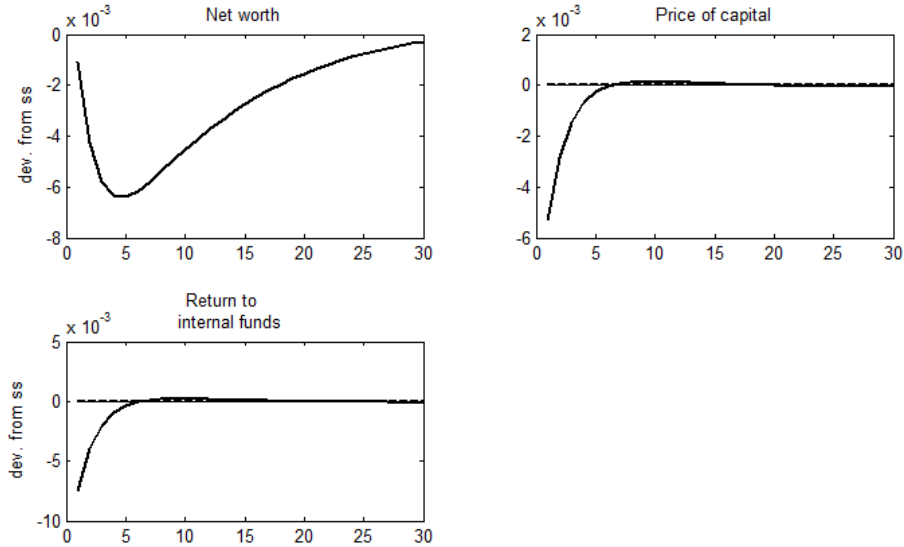 Net worth
x 10^-3
dev. from ss
0
-2
-4
-6
-8
0 5 10 15 20 25 30
Price of capital
x 10^-3
2
0
-2
-4
-6
0 5 10 15 20 25 30
Return to
internal funds
x 10^-3
dev. from ss
5
0
-5
-10
0 5 10 15 20 25 30